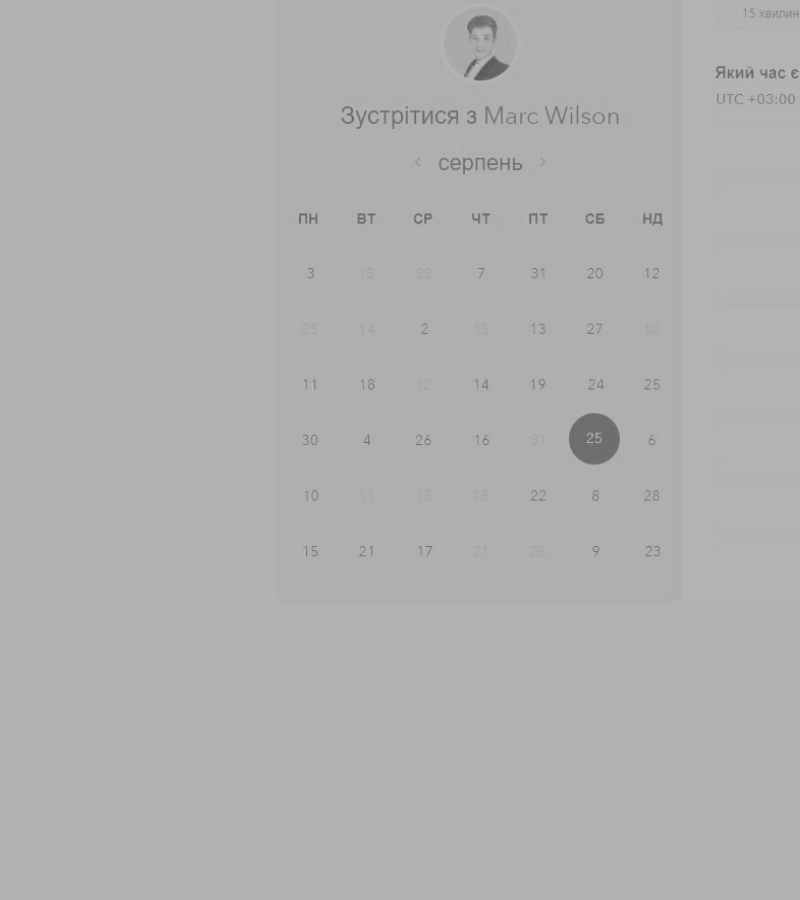 15 хвилин
Який час є
UTC +03:00
Зустрітися з Marc Wilson
серпень
ПН ВТ СР ЧТ ПТ СБ НД
3 13 22 7 31 20 12
25 14 2 15 13 27 12
11 18 12 14 19 24 25
30 4 26 16 31 25 6
10 11 15 18 22 8 28
15 21 17 21 28 9 23